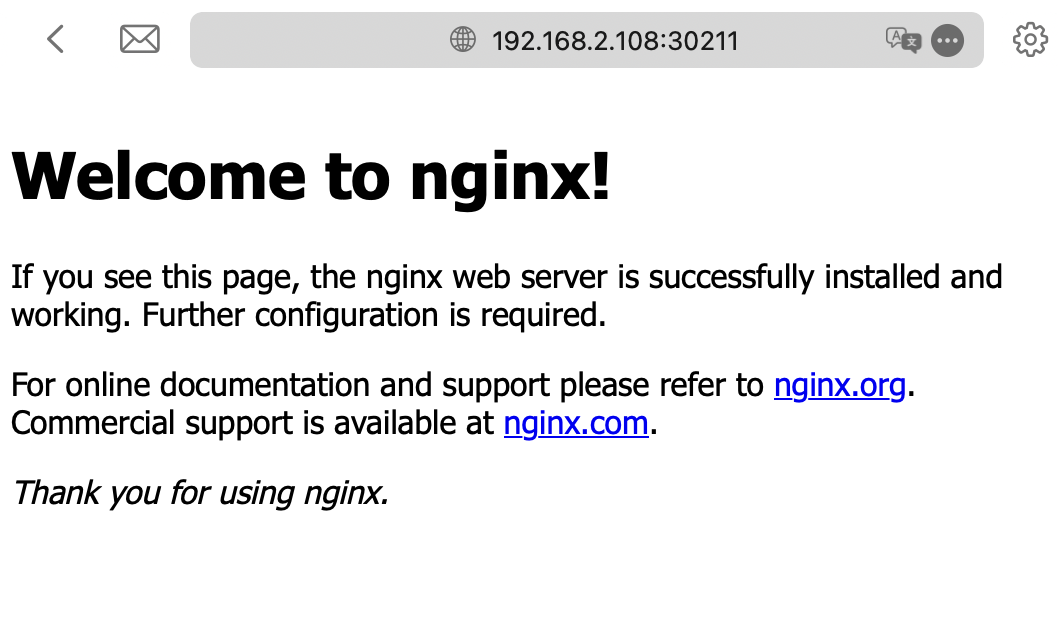 192.168.2.108:30211
Welcome to nginx!
If you see this page, the nginx web server is successfully installed and
working. Further configuration is required.
For online documentation and support please refer to nginx.org.
Commercial support is available at nginx.com.
Thank you for using nginx.